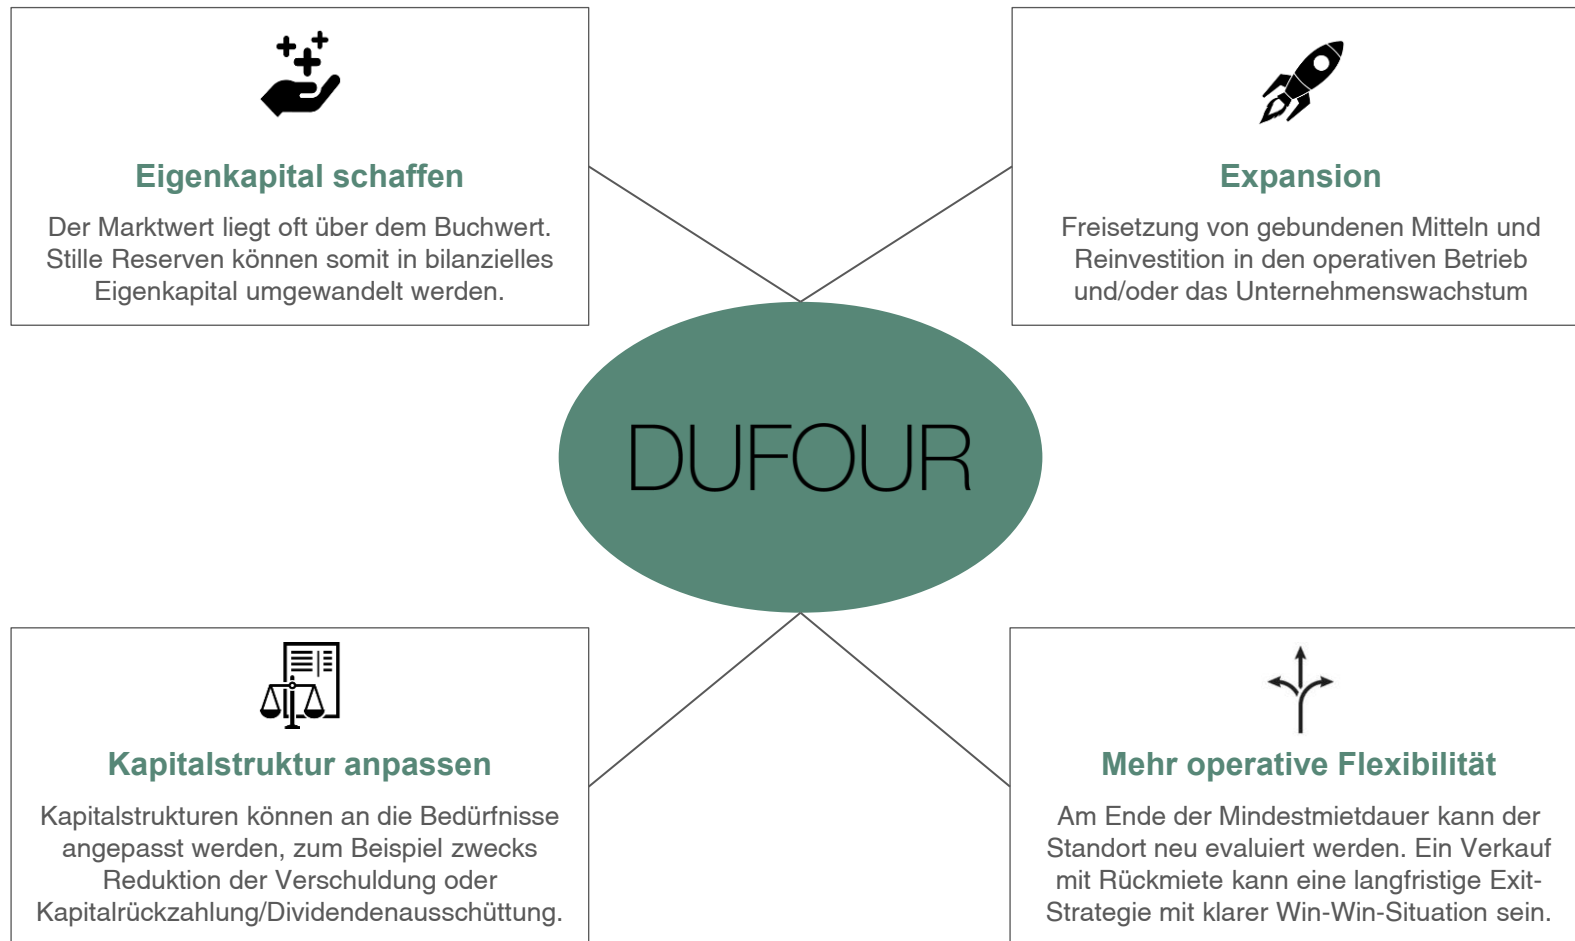 Eigenkapital schaffen
Der Marktwert liegt oft über dem Buchwert.
Stille Reserven können somit in bilanzielles
Eigenkapital umgewandelt werden.
Expansion
Freisetzung von gebundenen Mitteln und
Reinvestition in den operativen Betrieb
und/oder das Unternehmenswachstum
DUFOUR
Kapitalstruktur anpassen
Kapitalstrukturen können an die Bedürfnisse
angepasst werden, zum Beispiel zwecks
Reduktion der Verschuldung oder
Kapitalrückzahlung/Dividendenausschüttung.
Mehr operative Flexibilität
Am Ende der Mindestmietdauer kann der
Standort neu evaluiert werden. Ein Verkauf
mit Rückmiete kann eine langfristige Exit-
Strategie mit klarer Win-Win-Situation sein.